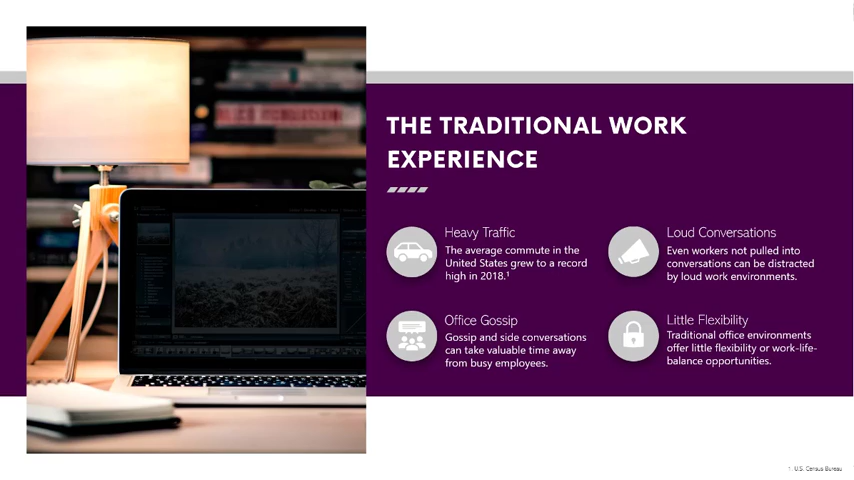 THE TRADITIONAL WORK
EXPERIENCE
Heavy Traffic
The average commute in the
United States grew to a record
high in 2018.¹
Loud Conversations
Even workers not pulled into
conversations can be distracted
by loud work environments.
Office Gossip
Gossip and side conversations
can take valuable time away
from busy employees.
Little Flexibility
Traditional office environments
offer little flexibility or work-life-
balance opportunities.
1. U.S. Census Bureau